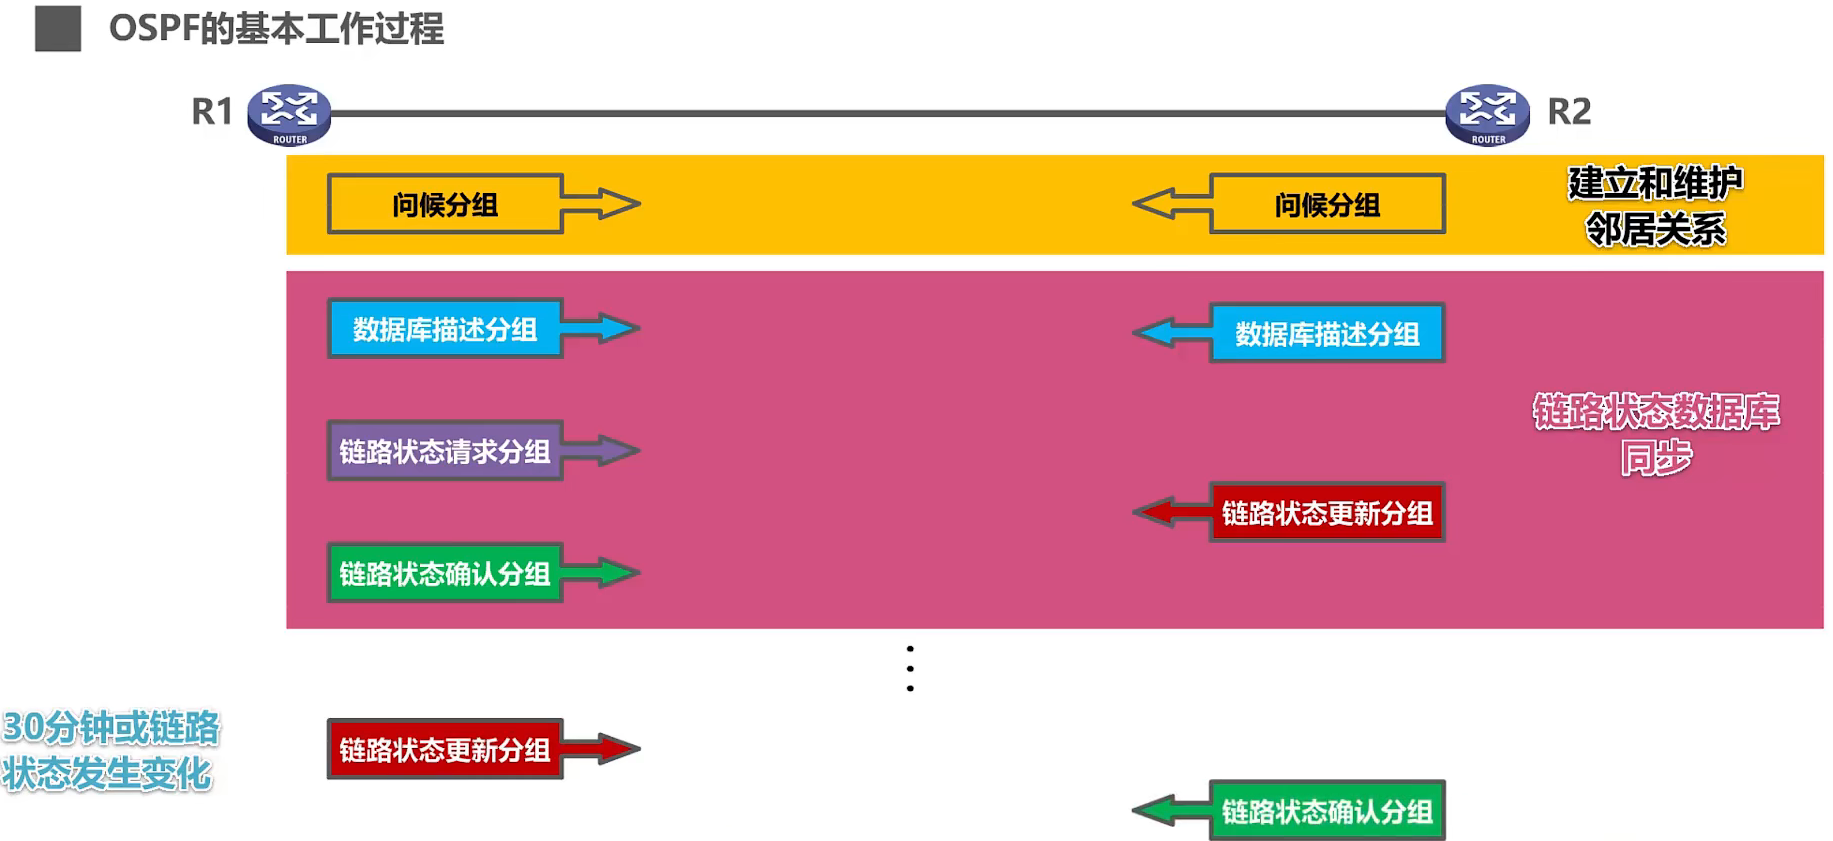 OSPF的基本工作过程
R1
ROUTER
ROUTER
R2
问候分组
问候分组
建立和维护
邻居关系
数据库描述分组
数据库描述分组
链路状态数据库
同步
链路状态请求分组
链路状态更新分组
链路状态确认分组
30分钟或链路
状态发生变化
链路状态更新分组
链路状态确认分组